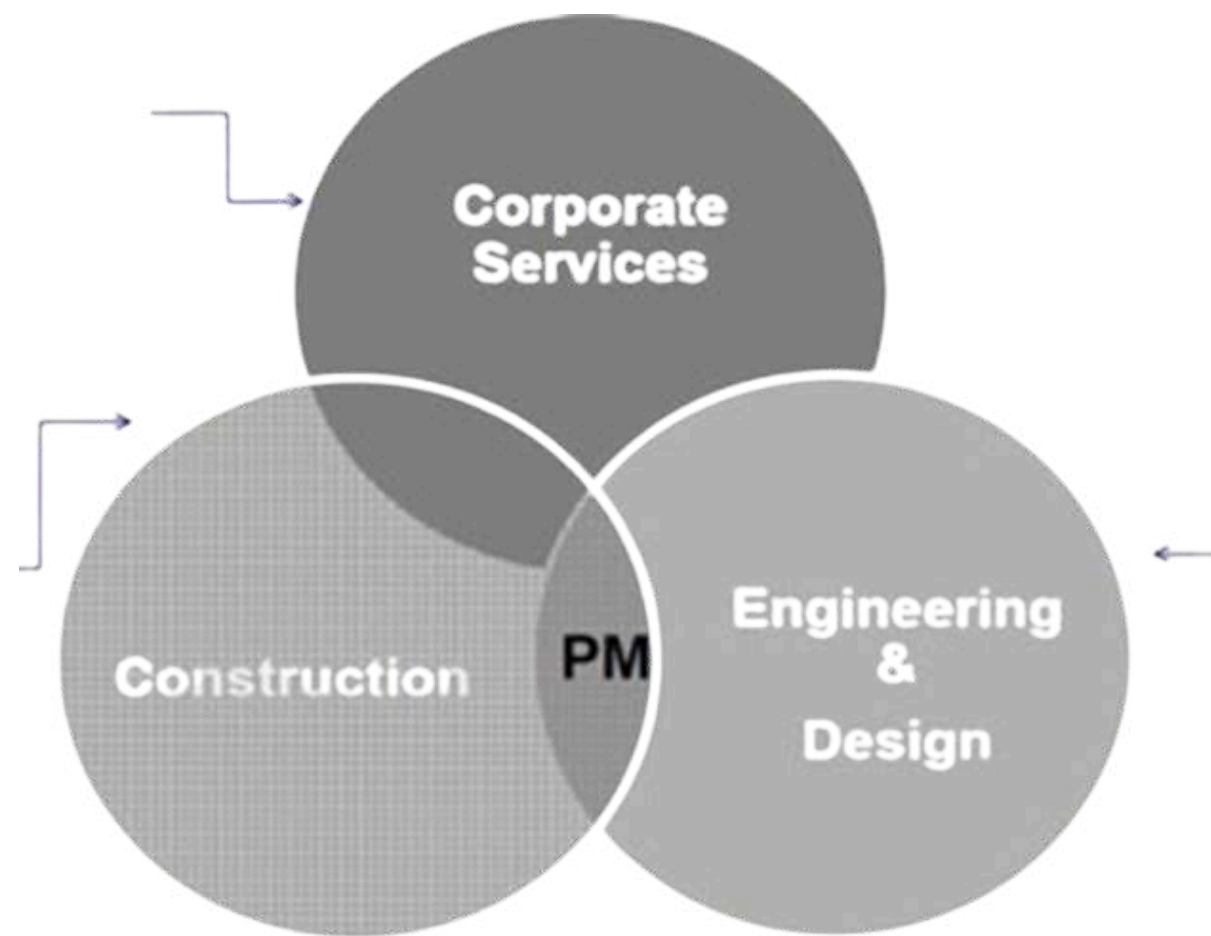 Corporate
Services
Construction
PM
Engineering
&
Design